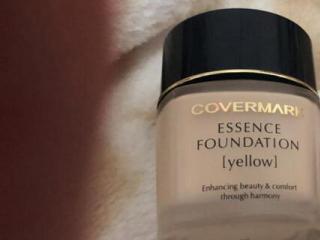 COVERMARK
ESSENCE
FOUNDATION
[yellow]
Enhancing beauty & comfort
through harmony